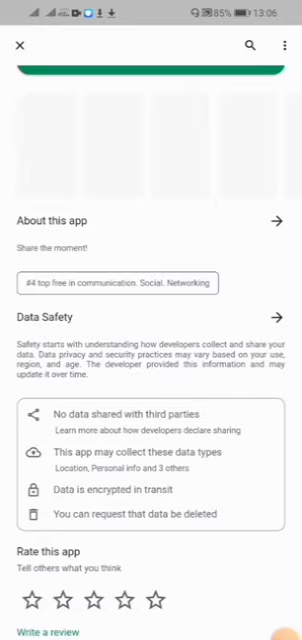 85% 13:06
About this app
Share the moment!
#4 top free in communication. Social. Networking
Data Safety
Safety starts with understanding how developers collect and share your
data. Data privacy and security practices may vary based on your use,
region, and age. The developer provided this information and may
update it over time.
No data shared with third parties
Learn more about how developers declare sharing
This app may collect these data types
Location, Personal info and 3 others
Data is encrypted in transit
You can request that data be deleted
Rate this app
Tell others what you think
Write a review